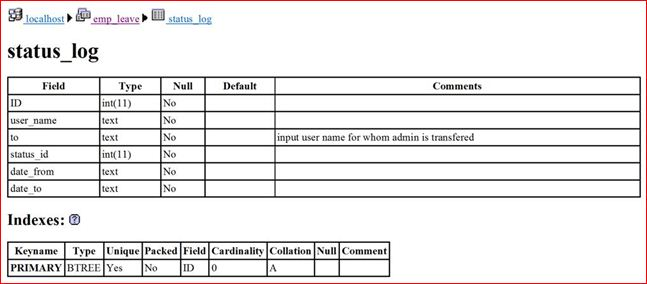 localhost emp_leave status_log
status_log
Field Type Null Default Comments
ID int(11) No
user_name text No
to text No input user name for whom admin is transfered
status_id int(11) No
date_from text No
date_to text No
Indexes:
Keyname Type Unique Packed Field Cardinality Collation Null Comment
PRIMARY BTREE Yes No ID 0 A